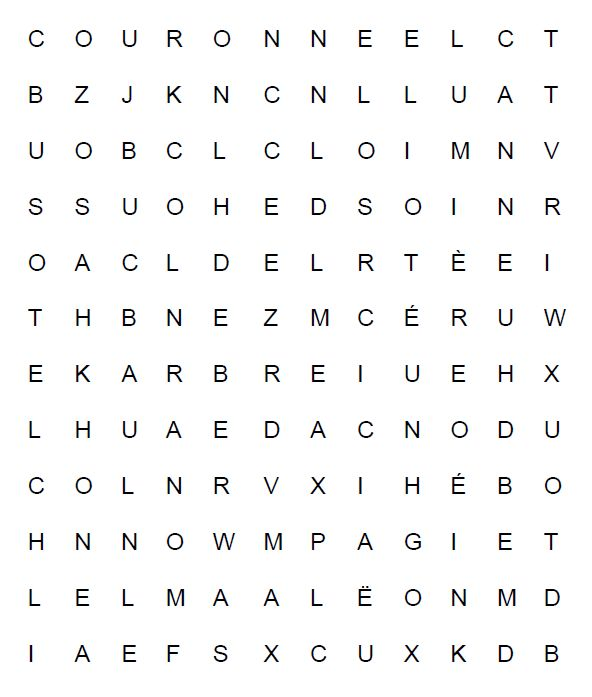 C O U R O N N E E L C T
B Z J K N C N L L U A T
U O B C L C L O I M N V
S S U O H E D S O I N R
O A C L D E L R T È E I
T H B N E Z M C É R U W
E K A R B R E I U E H X
L H U A E D A C N O D U
C O L N R V X I H É B O
H N N O W M P A G I E T
L E L M A A L Ë O N M D
I A E F S X C U X K D B